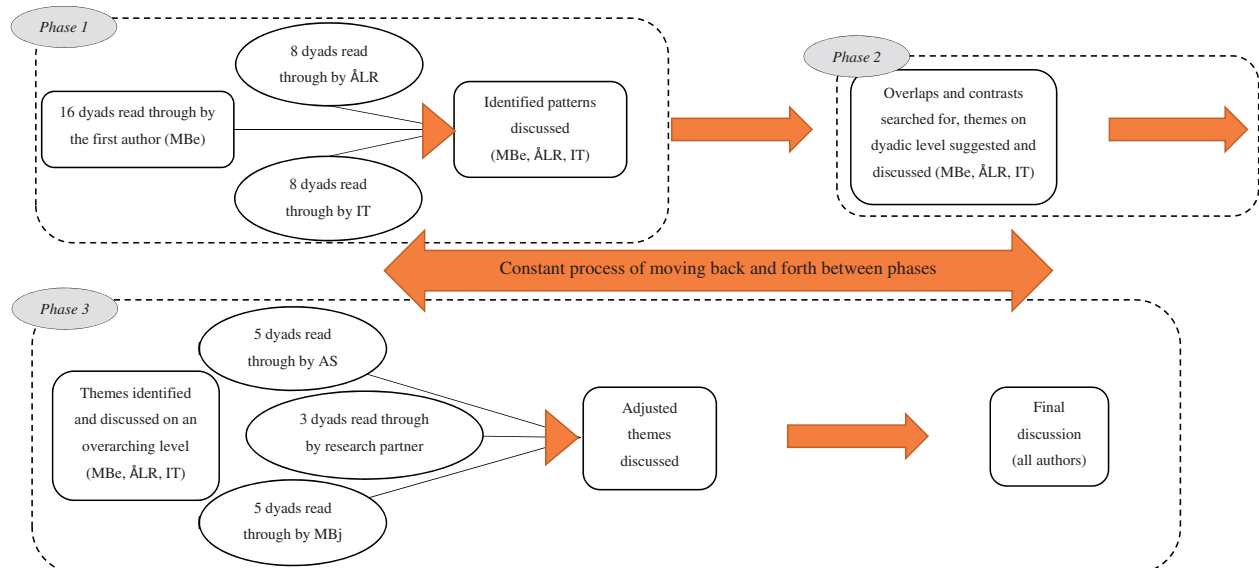 Phase 1
8 dyads read
through by ÅLR
16 dyads read through by
the first author (MBe)
8 dyads read
through by IT
Identified patterns
discussed
(MBe, ÅLR, IT)
Phase 2
Overlaps and contrasts
searched for, themes on
dyadic level suggested and
discussed (MBe, ÅLR, IT)
Constant process of moving back and forth between phases
Phase 3
Themes identified
and discussed on an
overarching level
(MBe, ÅLR, IT)
5 dyads read
through by AS
3 dyads read through
by research partner
5 dyads read
through by MBj
Adjusted
themes
discussed
Final
discussion
(all authors)